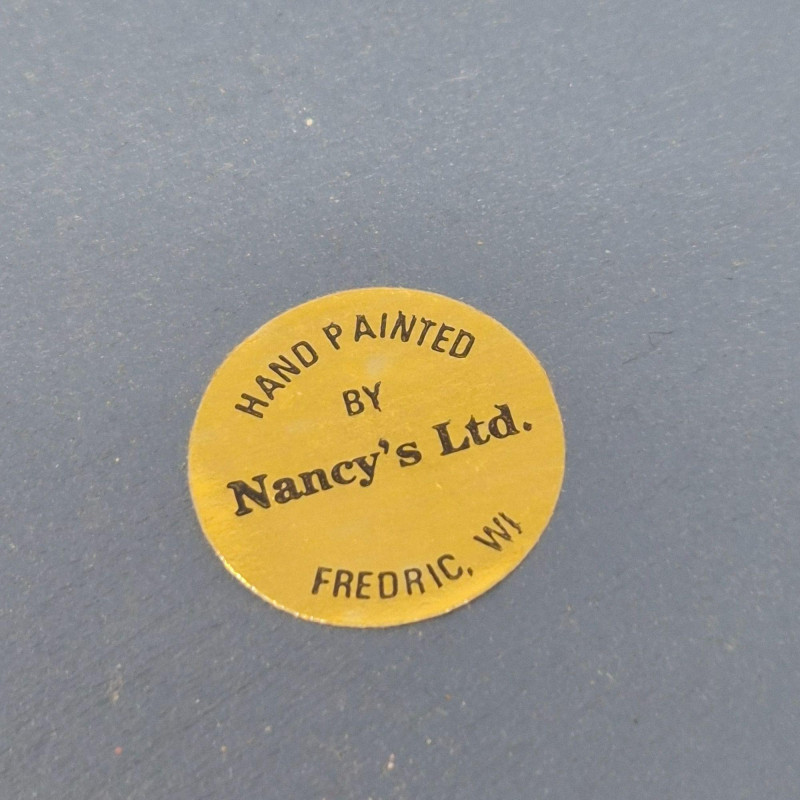 HAND PAINTED
BY
Nancy's Ltd.
FREDRIC, WI